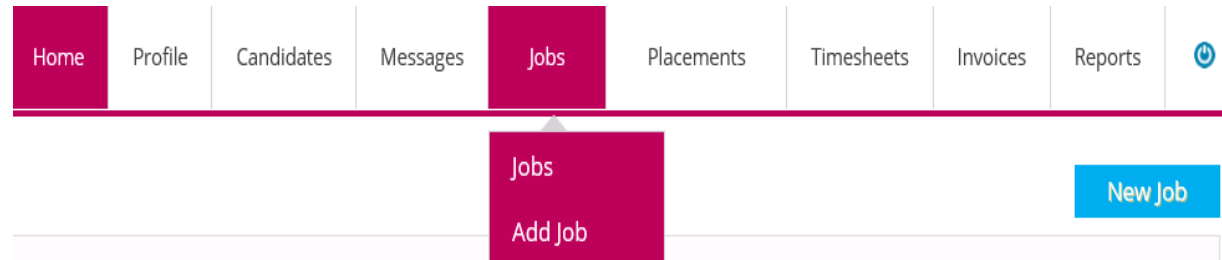 Home Profile Candidates Messages Jobs Placements Timesheets Invoices Reports
Jobs
New Job
Add Job